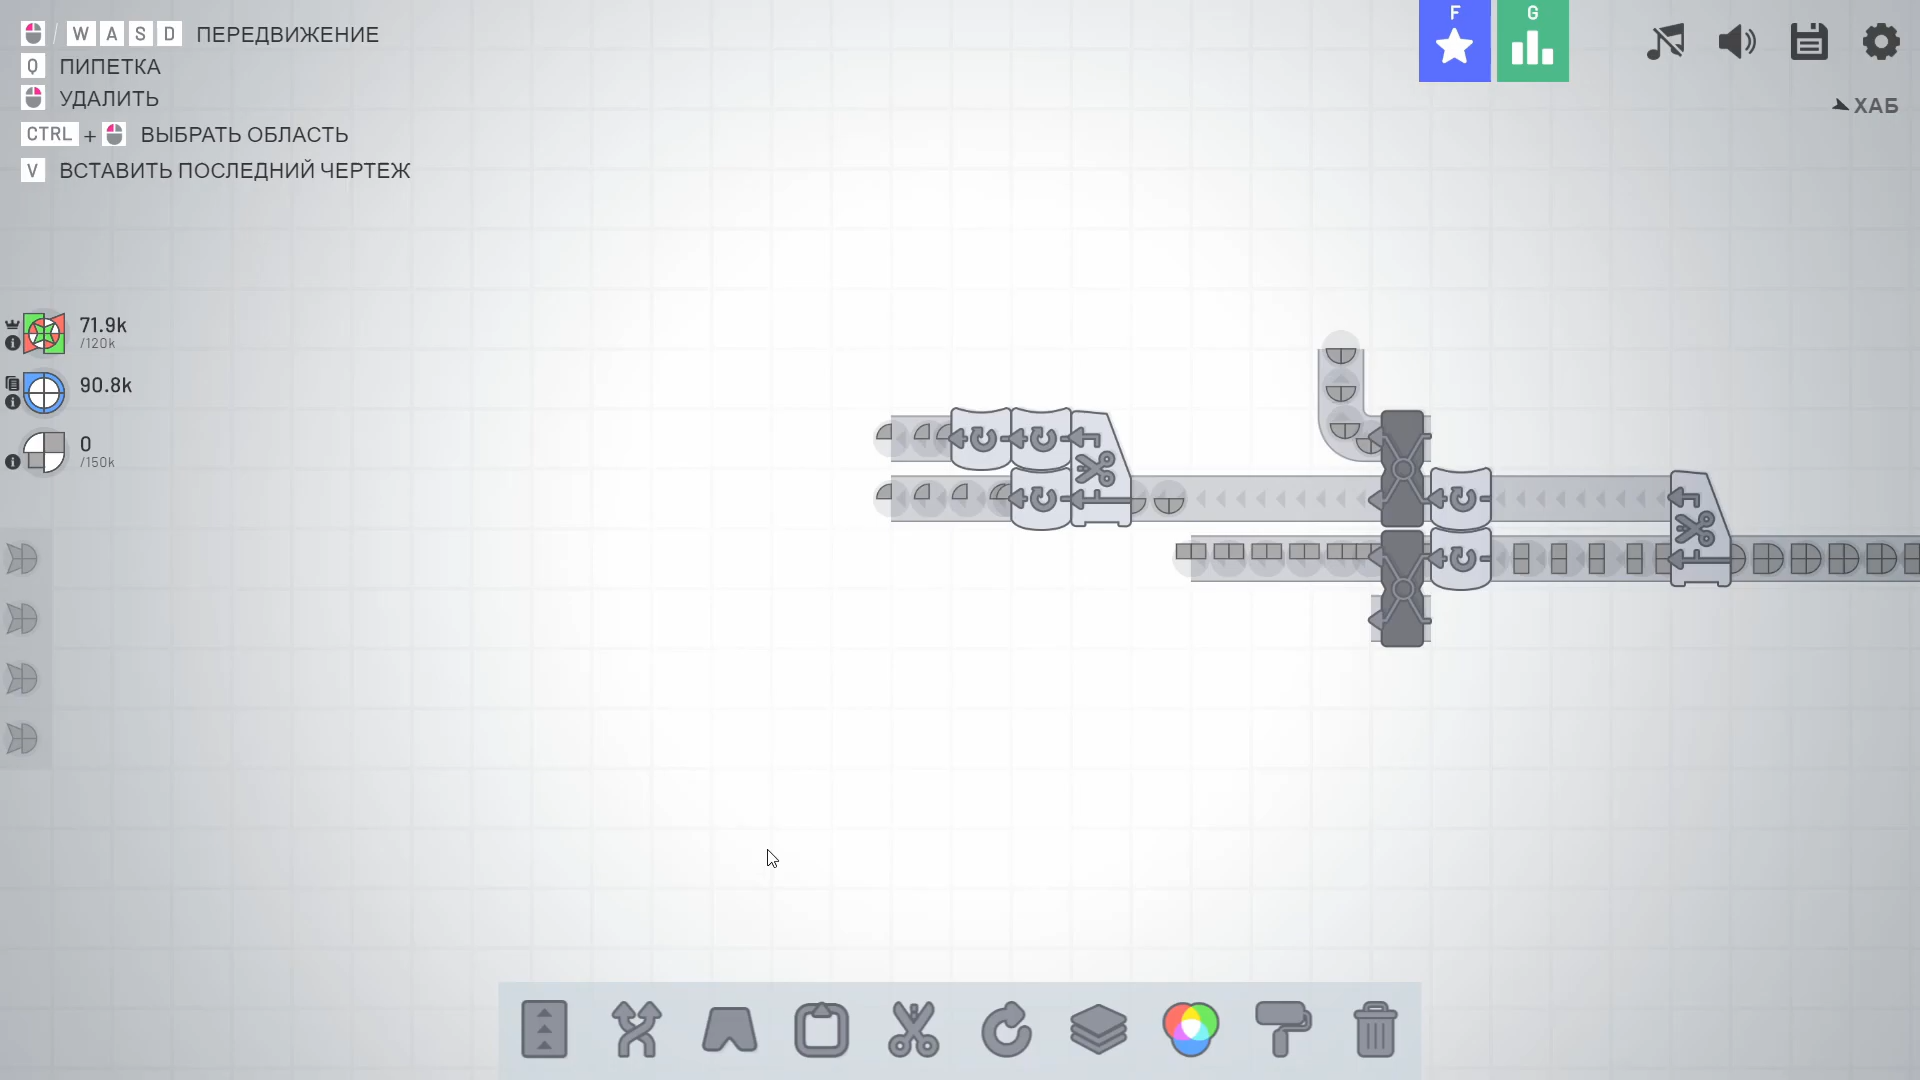 / W A S D ПЕРЕДВИЖЕНИЕ
Q ПИПЕТКА
УДАЛИТЬ
CTRL + ВЫБРАТЬ ОБЛАСТЬ
V ВСТАВИТЬ ПОСЛЕДНИЙ ЧЕРТЕЖ
F
G
ХАБ
71.9k
/120k
90.8k
0
/150k